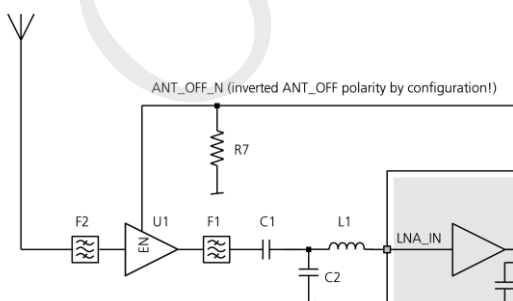 ANT_OFF_N (inverted ANT_OFF polarity by configuration!)
R7
F2
U1
F1
C1
L1
EN
LNA_IN
C2